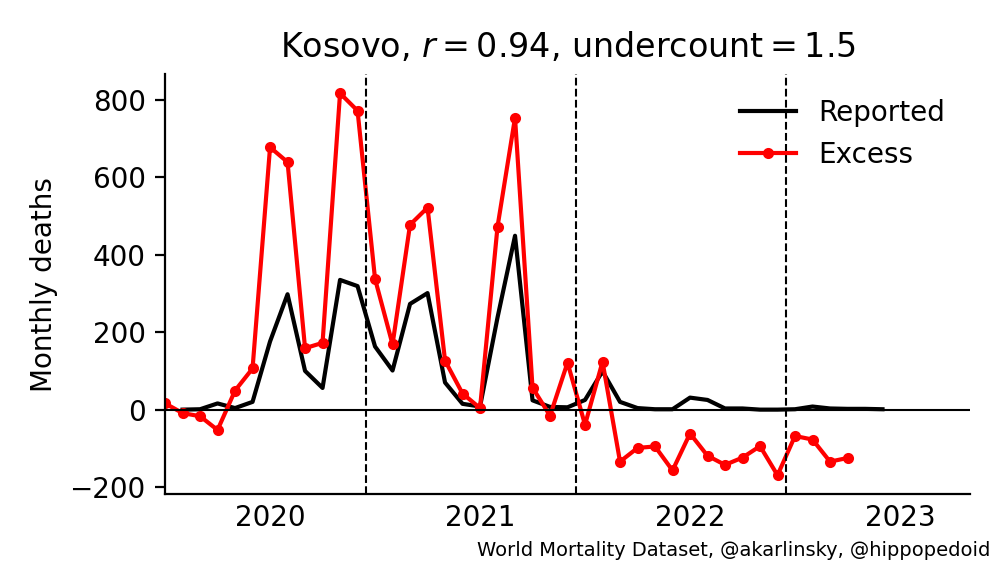 Kosovo, r = 0.94, undercount = 1.5
Monthly deaths
800
600
400
200
0
−200
Reported
Excess
2020 2021 2022 2023
World Mortality Dataset, @akarlinsky, @hippopedoid